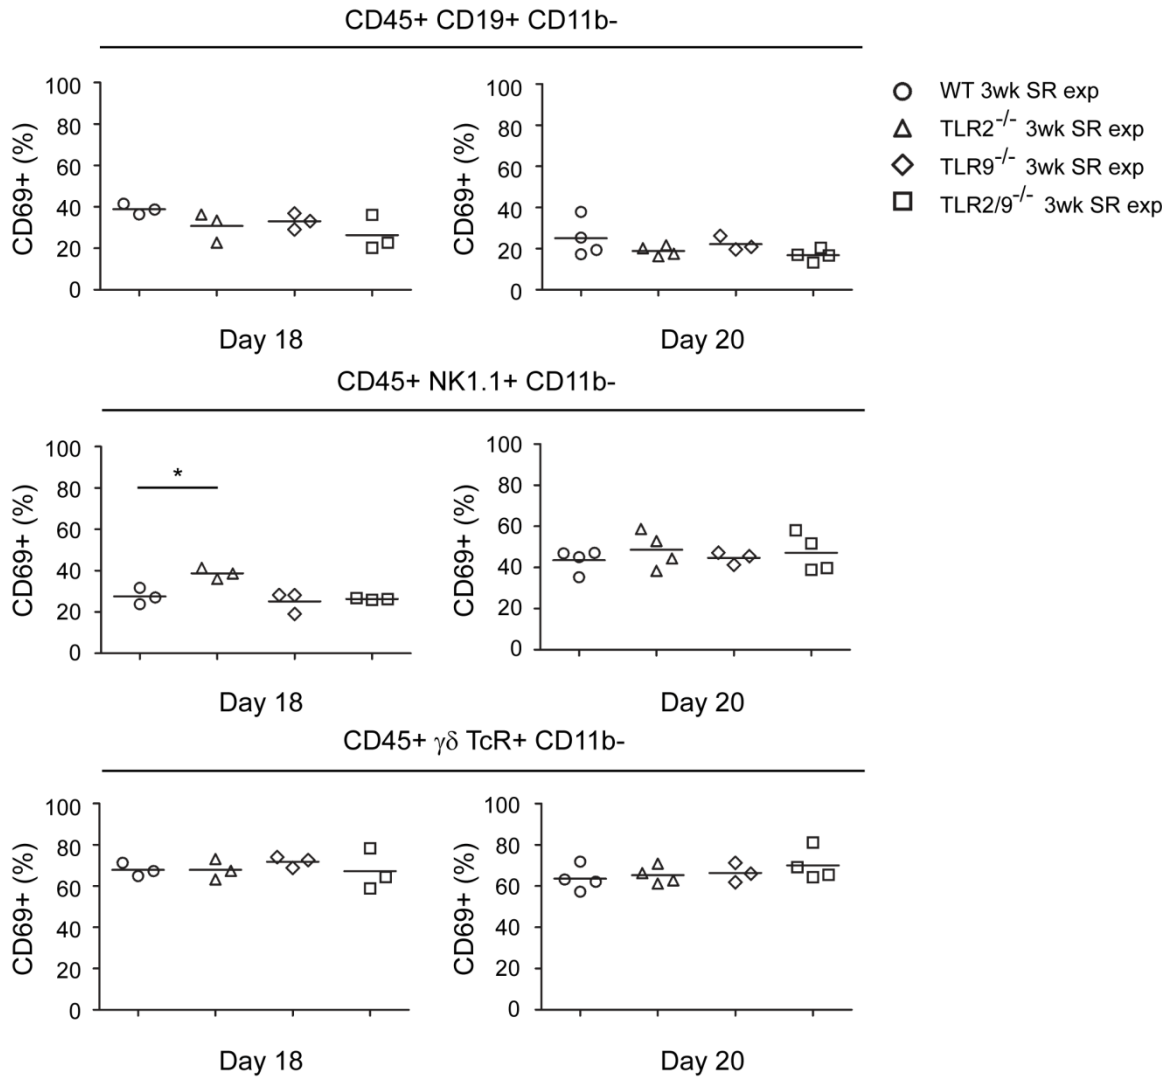 CD45+ CD19+ CD11b-
CD69+ (%)
100
80
60
40
20
0
Day 18
CD69+ (%)
100
80
60
40
20
0
Day 20
WT 3wk SR exp
TLR2-/- 3wk SR exp
TLR9-/- 3wk SR exp
TLR2/9-/- 3wk SR exp
CD45+ NK1.1+ CD11b-
CD69+ (%)
100
80
60
40
20
0
*
Day 18
CD69+ (%)
100
80
60
40
20
0
Day 20
CD45+ γδ TcR+ CD11b-
CD69+ (%)
100
80
60
40
20
0
Day 18
CD69+ (%)
100
80
60
40
20
0
Day 20